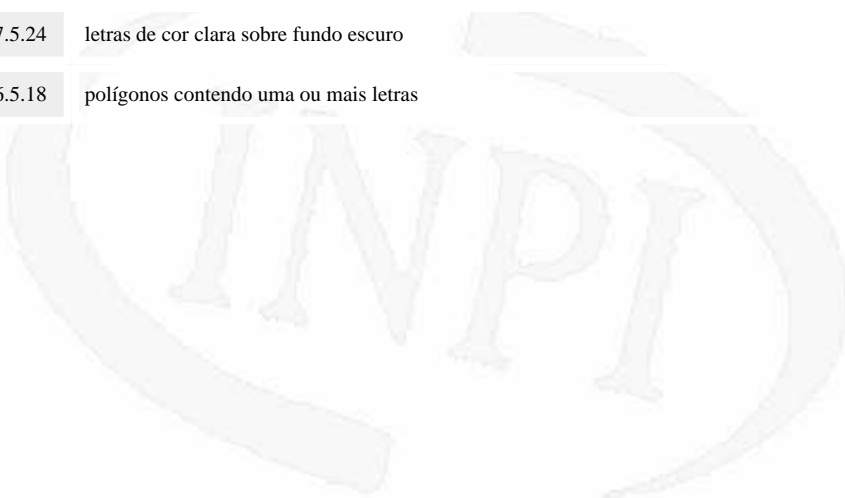 7.5.24 letras de cor clara sobre fundo escuro
6.5.18 polígonos contendo uma ou mais letras
INPI